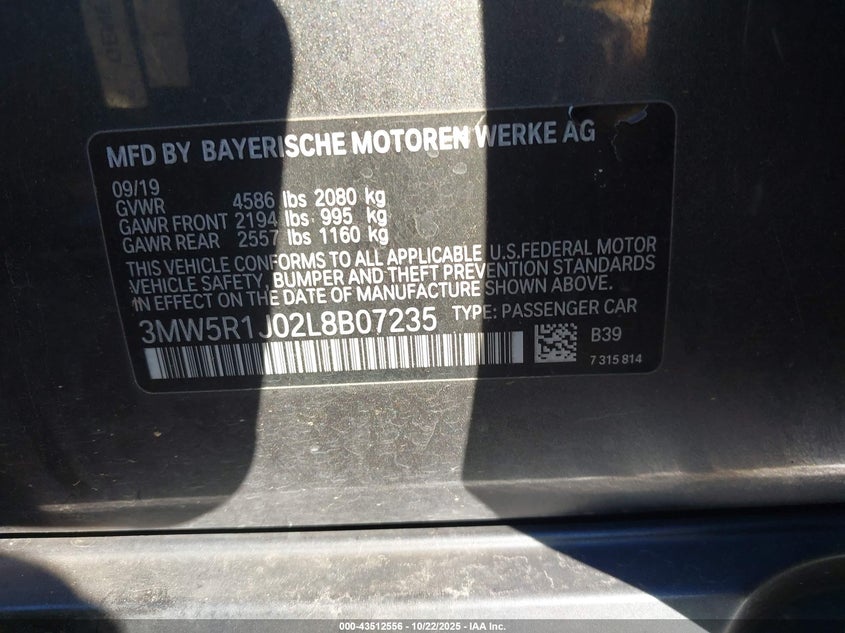 MFD BY BAYERISCHE MOTOREN WERKE AG
09/19
GVWR 4586 lbs 2080 kg
GAWR FRONT 2194 lbs 995 kg
GAWR REAR 2557 lbs 1160 kg
THIS VEHICLE CONFORMS TO ALL APPLICABLE U.S.FEDERAL MOTOR
VEHICLE SAFETY, BUMPER AND THEFT PREVENTION STANDARDS
IN EFFECT ON THE DATE OF MANUFACTURE SHOWN ABOVE.
3MW5R1J02L8B07235 TYPE: PASSENGER CAR
B39
7 315 814
000-43512556 - 10/22/2025 - IAA Inc.